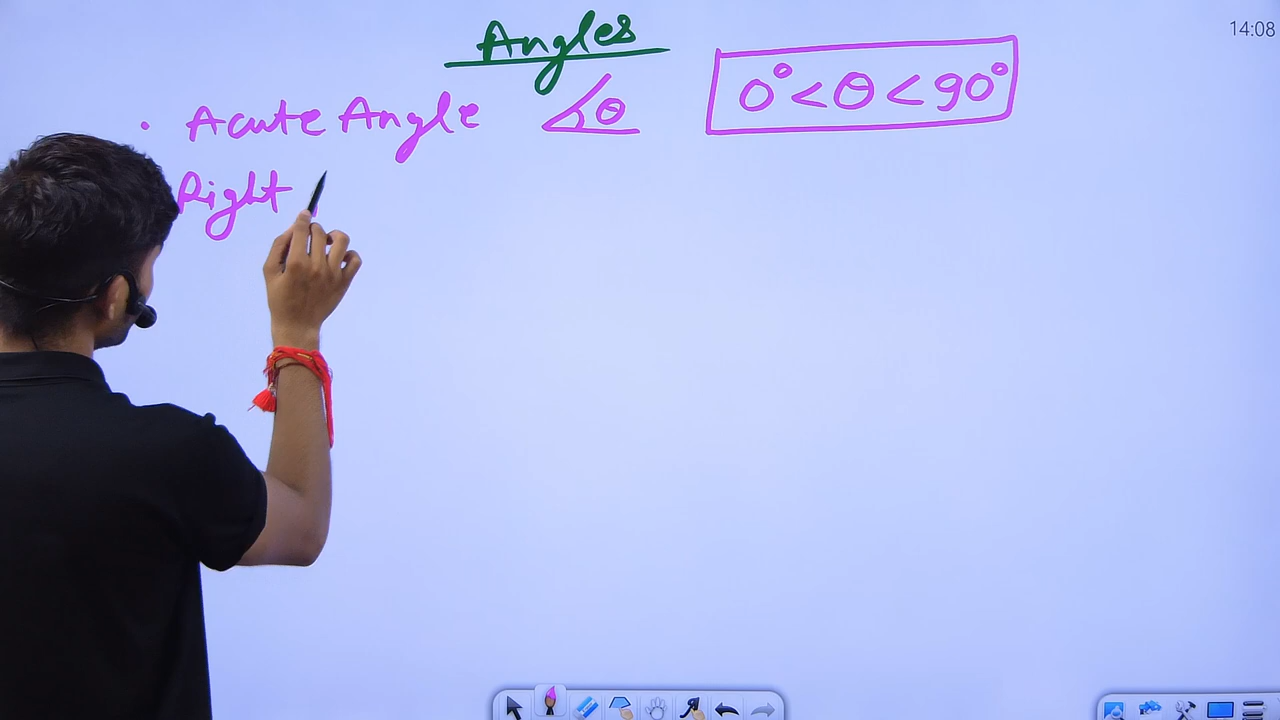 Angles
14:08
· Acute Angle θ 0° < θ < 90°
Right